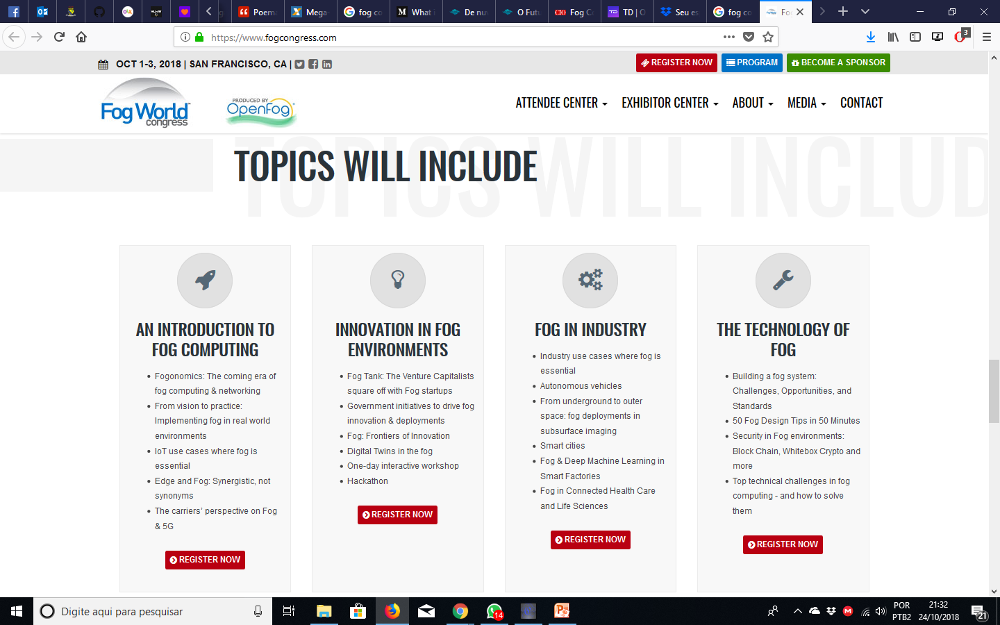 Poem
Mega-
fog co
What i
De nu
O Futu
CIO Fog Co
TD | O
Seu es
fog co
Fo
https://www.fogcongress.com
3
OCT 1-3, 2018 | SAN FRANCISCO, CA |
REGISTER NOW
PROGRAM
BECOME A SPONSOR
Fog World
congress
PRODUCED BY
OpenFog
ATTENDEE CENTER
EXHIBITOR CENTER
ABOUT
MEDIA
CONTACT
TOPICS WILL INCLUD
TOPICS WILL INCLUDE
AN INTRODUCTION TO
FOG COMPUTING
Fogonomics: The coming era of
fog computing & networking
From vision to practice:
Implementing fog in real world
environments
IoT use cases where fog is
essential
Edge and Fog: Synergistic, not
synonyms
The carriers' perspective on Fog
& 5G
REGISTER NOW
INNOVATION IN FOG
ENVIRONMENTS
Fog Tank: The Venture Capitalists
square off with Fog startups
Government initiatives to drive fog
innovation & deployments
Fog: Frontiers of Innovation
Digital Twins in the fog
One-day interactive workshop
Hackathon
REGISTER NOW
FOG IN INDUSTRY
Industry use cases where fog is
essential
Autonomous vehicles
From underground to outer
space: fog deployments in
subsurface imaging
Smart cities
Fog & Deep Machine Learning in
Smart Factories
Fog in Connected Health Care
and Life Sciences
REGISTER NOW
THE TECHNOLOGY OF
FOG
Building a fog system:
Challenges, Opportunities, and
Standards
50 Fog Design Tips in 50 Minutes
Security in Fog environments:
Block Chain, Whitebox Crypto and
more
Top technical challenges in fog
computing - and how to solve
them
REGISTER NOW
Digite aqui para pesquisar
14
POR
PTB2
21:32
24/10/2018
21